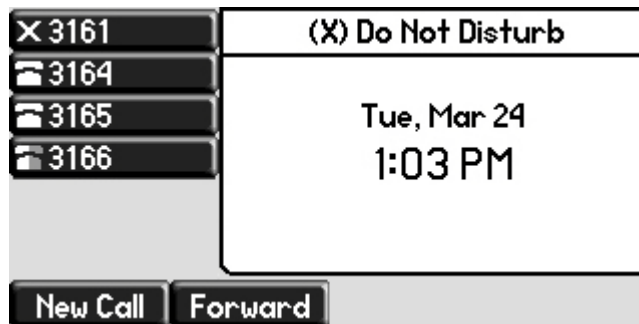 3161
3164
3165
3166
(X) Do Not Disturb
Tue, Mar 24
1:03 PM
New Call
Forward